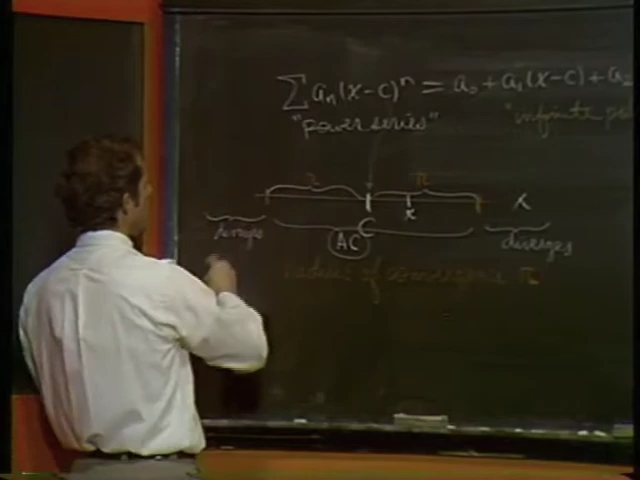 ∑ aₙ(x-c)ⁿ = a₀ + a₁(x-c) + a₂
"power series" "infinite po
r r
x x
c
diverges AC diverges
radius of convergence r